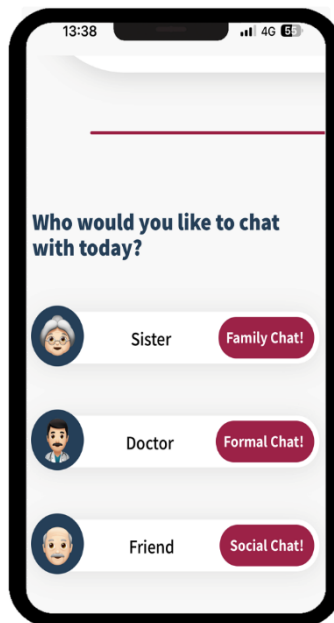 13:38 4G 55
Who would you like to chat
with today?
Sister Family Chat!
Doctor Formal Chat!
Friend Social Chat!